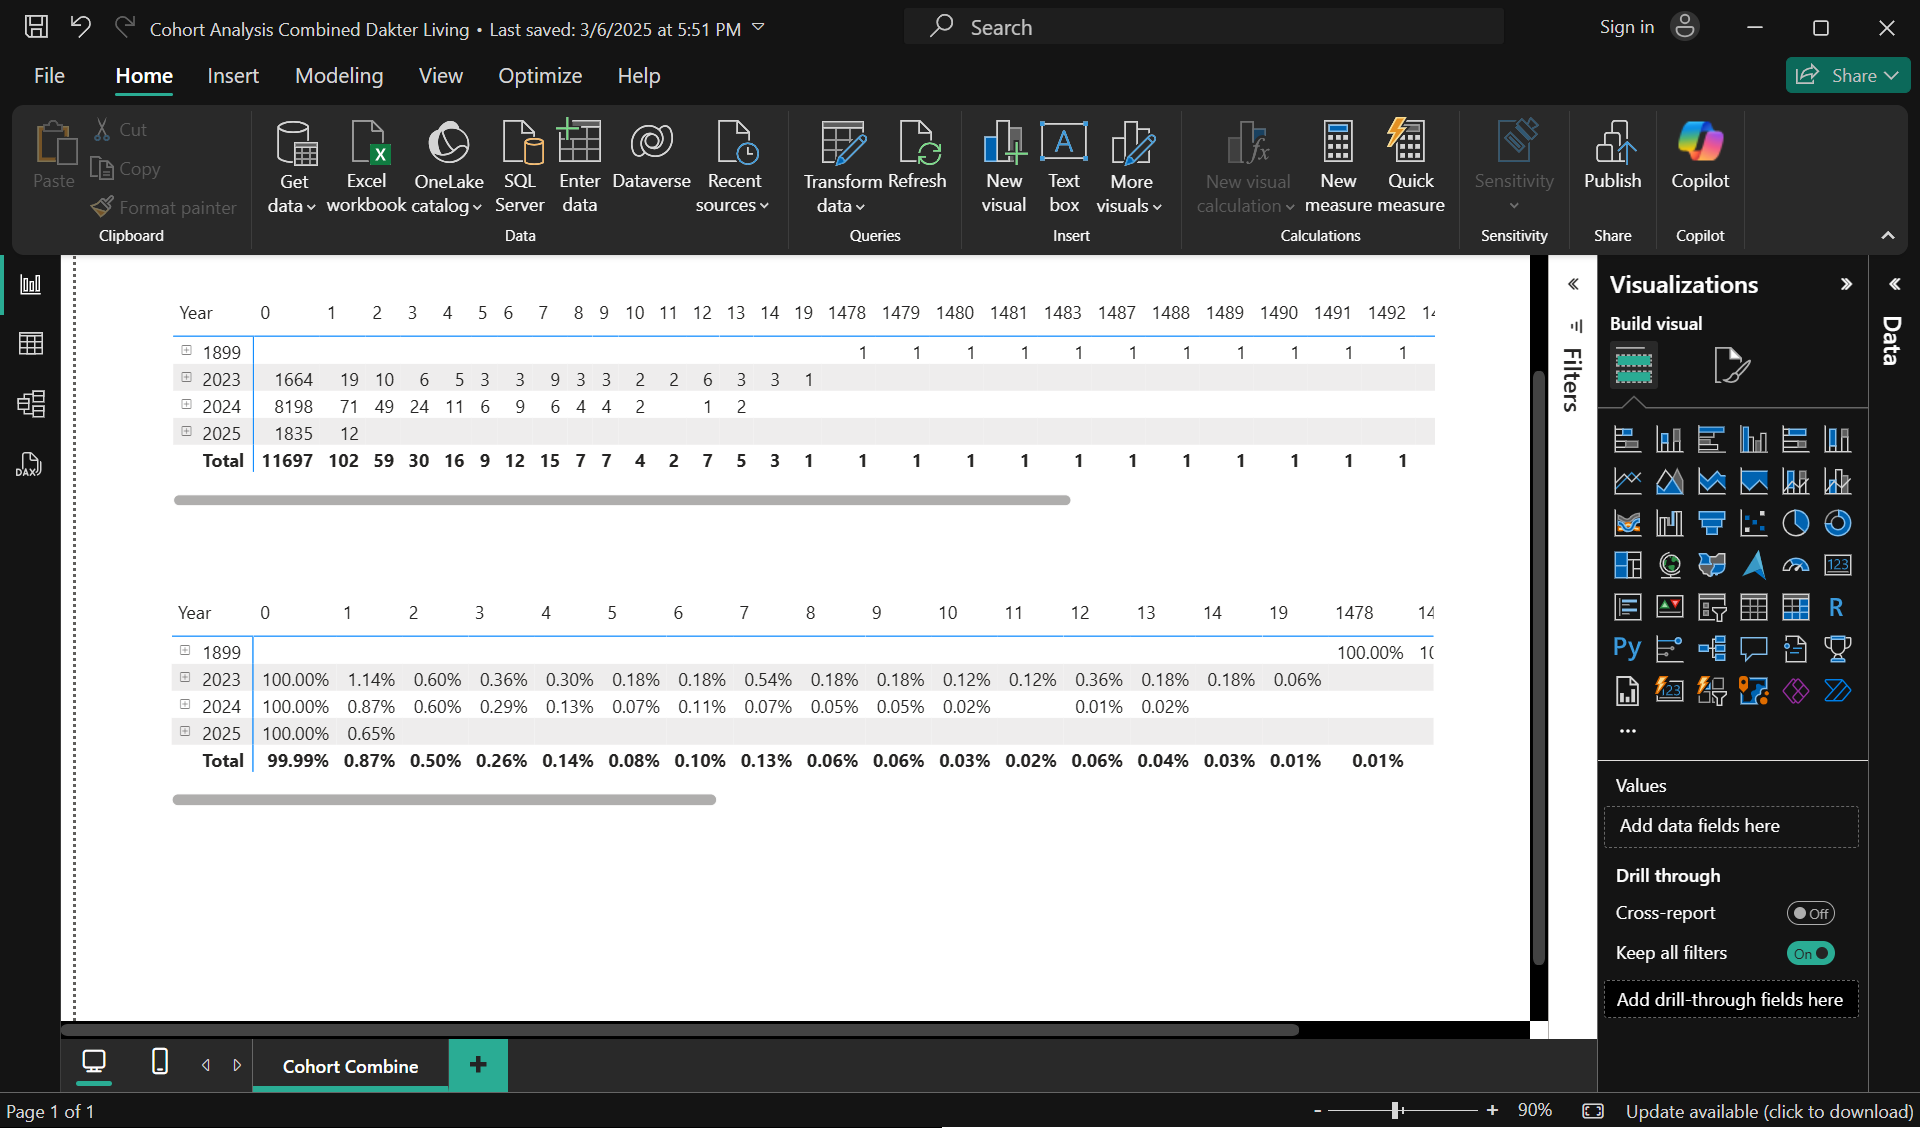 Cohort Analysis Combined Dakter Living • Last saved: 3/6/2025 at 5:51 PM
Search
Sign in
File Home Insert Modeling View Optimize Help
Share
Paste
Cut
Copy
Format painter
Clipboard
Get data
Excel workbook
OneLake catalog
SQL Server
Enter data
Dataverse
Recent sources
Data
Transform data
Refresh
Queries
New visual
Text box
More visuals
Insert
New visual calculation
New measure
Quick measure
Calculations
Sensitivity
Sensitivity
Publish
Share
Copilot
Copilot
DAX
Year 0 1 2 3 4 5 6 7 8 9 10 11 12 13 14 19 1478 1479 1480 1481 1483 1487 1488 1489 1490 1491 1492
1899 1 1 1 1 1 1 1 1 1 1 1
2023 1664 19 10 6 5 3 3 9 3 3 2 2 6 3 3 1
2024 8198 71 49 24 11 6 9 6 4 4 2 1 2
2025 1835 12
Total 11697 102 59 30 16 9 12 15 7 7 4 2 7 5 3 1 1 1 1 1 1 1 1 1 1 1 1
Year 0 1 2 3 4 5 6 7 8 9 10 11 12 13 14 19 1478
1899 100.00%
2023 100.00% 1.14% 0.60% 0.36% 0.30% 0.18% 0.18% 0.54% 0.18% 0.18% 0.12% 0.12% 0.36% 0.18% 0.18% 0.06%
2024 100.00% 0.87% 0.60% 0.29% 0.13% 0.07% 0.11% 0.07% 0.05% 0.05% 0.02% 0.01% 0.02%
2025 100.00% 0.65%
Total 99.99% 0.87% 0.50% 0.26% 0.14% 0.08% 0.10% 0.13% 0.06% 0.06% 0.03% 0.02% 0.06% 0.04% 0.03% 0.01% 0.01%
Filters
Visualizations
Build visual
123
R
Py
123
Values
Add data fields here
Drill through
Cross-report
Off
Keep all filters
On
Add drill-through fields here
Data
Cohort Combine
Page 1 of 1
90%
Update available (click to download)